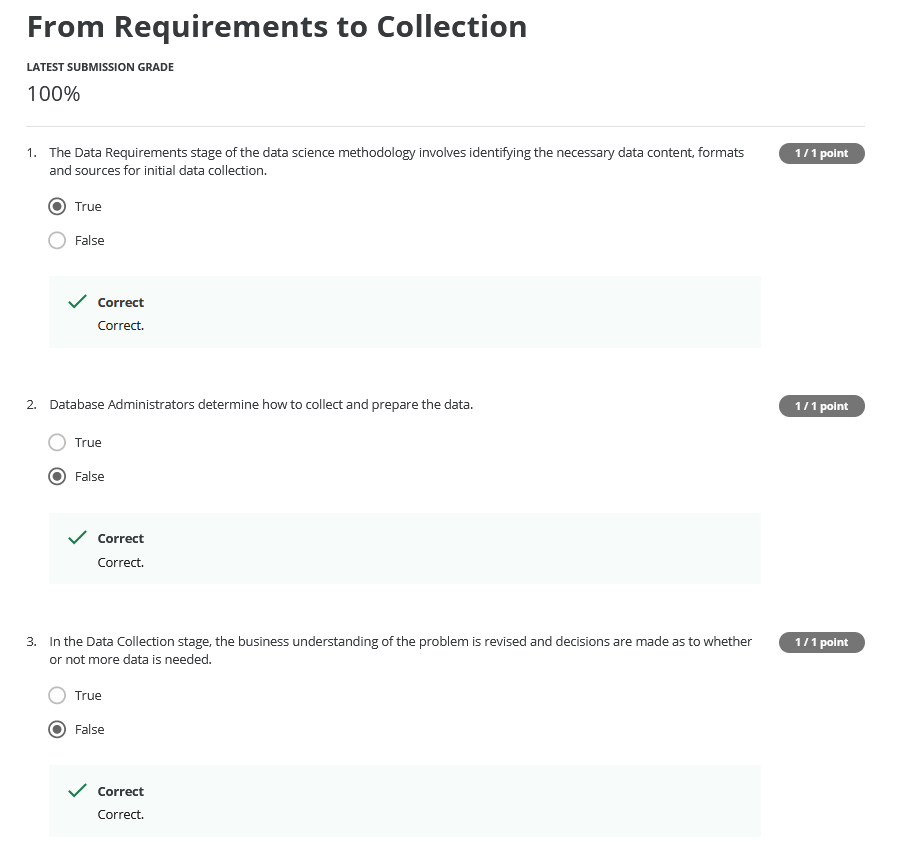 From Requirements to Collection
LATEST SUBMISSION GRADE
100%
1. The Data Requirements stage of the data science methodology involves identifying the necessary data content, formats
and sources for initial data collection.
1 / 1 point
True
False
Correct
Correct.
2. Database Administrators determine how to collect and prepare the data.
1 / 1 point
True
False
Correct
Correct.
3. In the Data Collection stage, the business understanding of the problem is revised and decisions are made as to whether
or not more data is needed.
1 / 1 point
True
False
Correct
Correct.